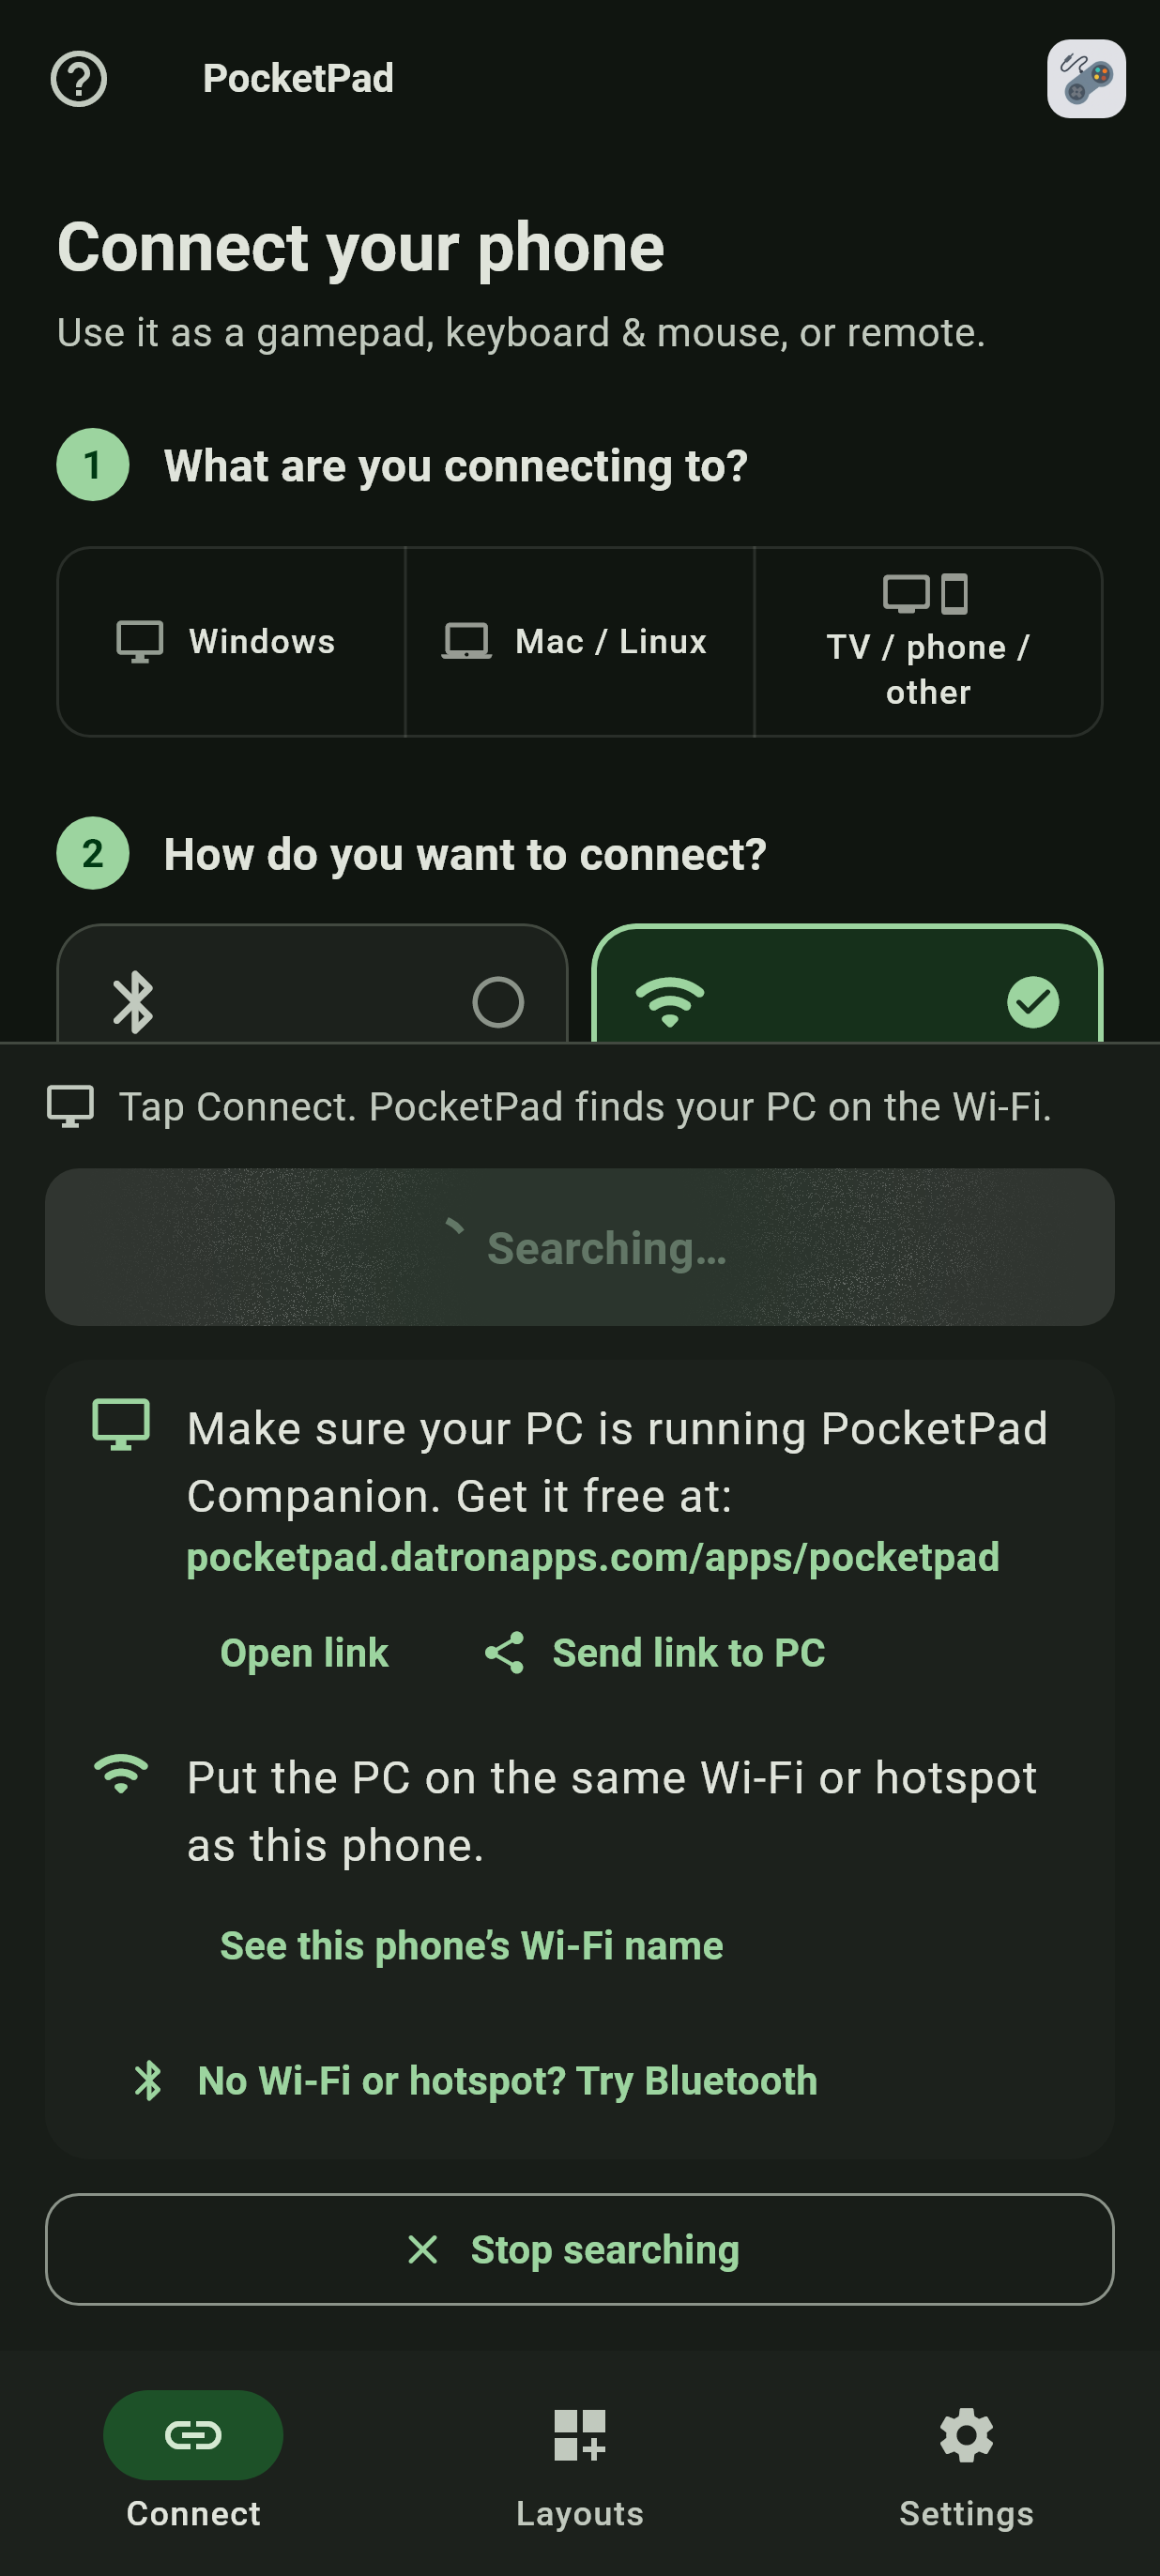 PocketPad
Connect your phone
Use it as a gamepad, keyboard & mouse, or remote.
1
What are you connecting to?
Windows
Mac / Linux
TV / phone /
other
2
How do you want to connect?
Tap Connect. PocketPad finds your PC on the Wi-Fi.
Searching…
Make sure your PC is running PocketPad
Companion. Get it free at:
pocketpad.datronapps.com/apps/pocketpad
Open link
Send link to PC
Put the PC on the same Wi-Fi or hotspot
as this phone.
See this phone’s Wi-Fi name
No Wi-Fi or hotspot? Try Bluetooth
Stop searching
Connect
Layouts
Settings